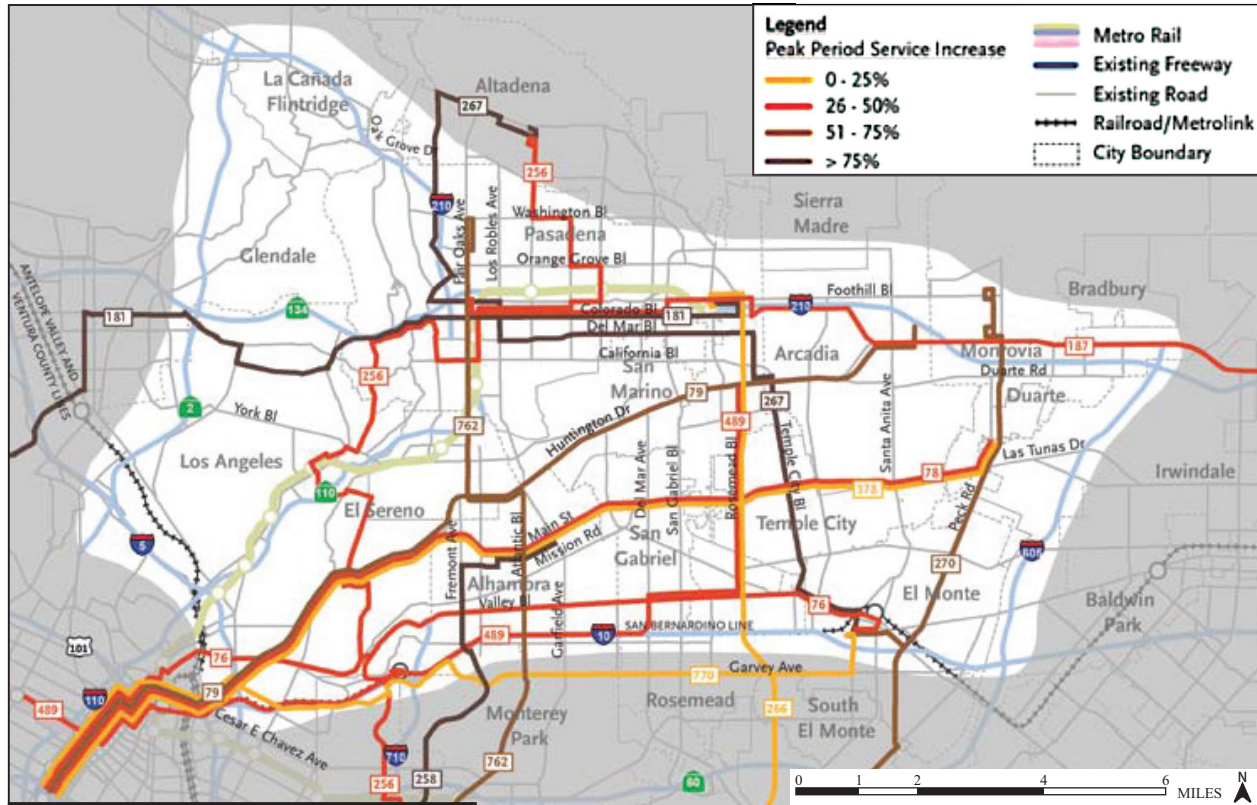 Legend
Peak Period Service Increase
0 - 25%
26 - 50%
51 - 75%
> 75%
Metro Rail
Existing Freeway
Existing Road
Railroad/Metrolink
City Boundary
La Cañada
Flintridge
Altadena
267
Oak Grove Dr
256
210
Fair Oaks Ave
Los Robles Ave
Washington Bl
Pasadena
Sierra
Madre
Glendale
Orange Grove Bl
ANTELOPE VALLEY AND
VENTURA COUNTY LINES
134
Foothill Bl
Bradbury
181
Colorado Bl
181
210
Del Mar Bl
California Bl
Arcadia
Monrovia
187
256
San
Marino
Duarte Rd
Duarte
79
267
2
York Bl
762
Huntington Dr
489
Santa Anita Ave
Los Angeles
Del Mar Ave
San Gabriel Bl
Rosemead Bl
Temple City Bl
Las Tunas Dr
Irwindale
78
378
110
El Sereno
Main St
Mission Rd
Temple City
Peck Rd
5
Fremont Ave
Atlantic Bl
San
Gabriel
605
270
Alhambra
Garfield Ave
Valley Bl
76
El Monte
Baldwin
Park
489
10
SAN BERNARDINO LINE
101
76
Garvey Ave
770
79
110
489
Cesar E Chavez Ave
Rosemead
266
South
El Monte
Monterey
Park
710
762
256
258
60
0 1 2 4 6
MILES
N